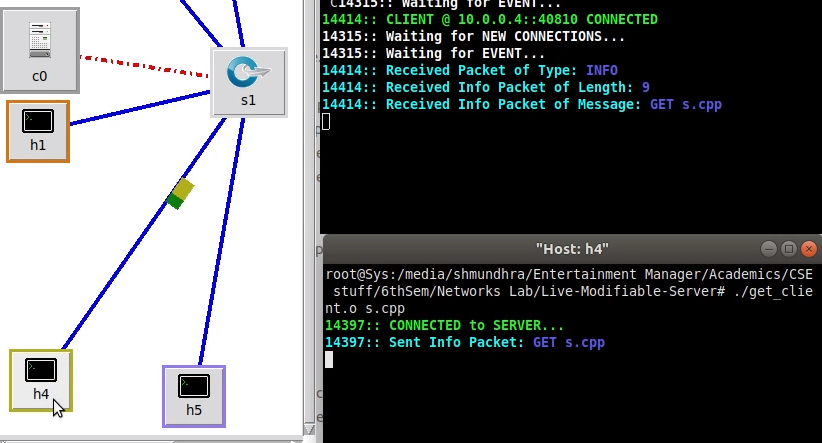 c0
s1
h1
h4
h5
C14315:: Waiting for EVENT...
14414:: CLIENT @ 10.0.0.4::40810 CONNECTED
14315:: Waiting for NEW CONNECTIONS...
14315:: Waiting for EVENT...
14414:: Received Packet of Type: INFO
14414:: Received Info Packet of Length: 9
14414:: Received Info Packet of Message: GET s.cpp
"Host: h4"
root@Sys:/media/shmundhra/Entertainment Manager/Academics/CSE
stuff/6thSem/Networks Lab/Live-Modifiable-Server# ./get_clie
nt.o s.cpp
14397:: CONNECTED to SERVER...
14397:: Sent Info Packet: GET s.cpp